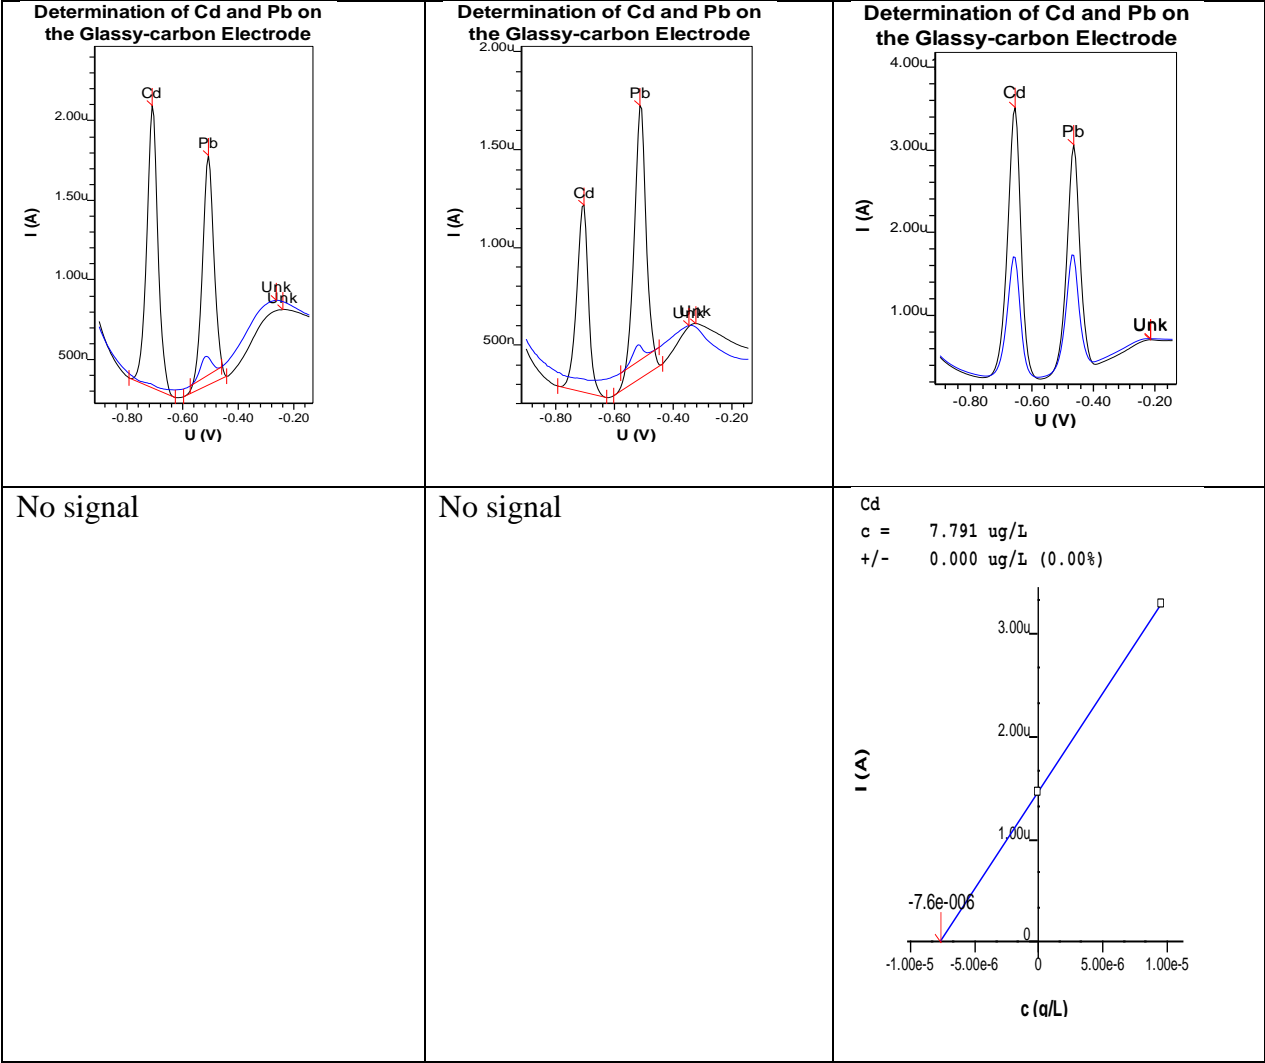 Determination of Cd and Pb on
the Glassy-carbon Electrode
Cd
Pb
Unk
Unk
2.00u
1.50u
1.00u
500n
I (A)
-0.80
-0.60
-0.40
-0.20
U (V)
Determination of Cd and Pb on
the Glassy-carbon Electrode
2.00u
Pb
Cd
Unk
Unk
1.50u
1.00u
500n
I (A)
-0.80
-0.60
-0.40
-0.20
U (V)
Determination of Cd and Pb on
the Glassy-carbon Electrode
4.00u
Cd
Pb
Unk
3.00u
2.00u
1.00u
I (A)
-0.80
-0.60
-0.40
-0.20
U (V)
No signal
No signal
Cd
c = 7.791 ug/L
+/- 0.000 ug/L (0.00%)
3.00u
2.00u
1.00u
0
I (A)
-7.6e-006
-1.00e-5
-5.00e-6
0
5.00e-6
1.00e-5
c (g/L)